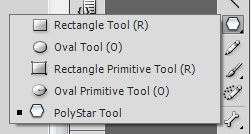 Rectangle Tool (R)
Oval Tool (O)
Rectangle Primitive Tool (R)
Oval Primitive Tool (O)
PolyStar Tool